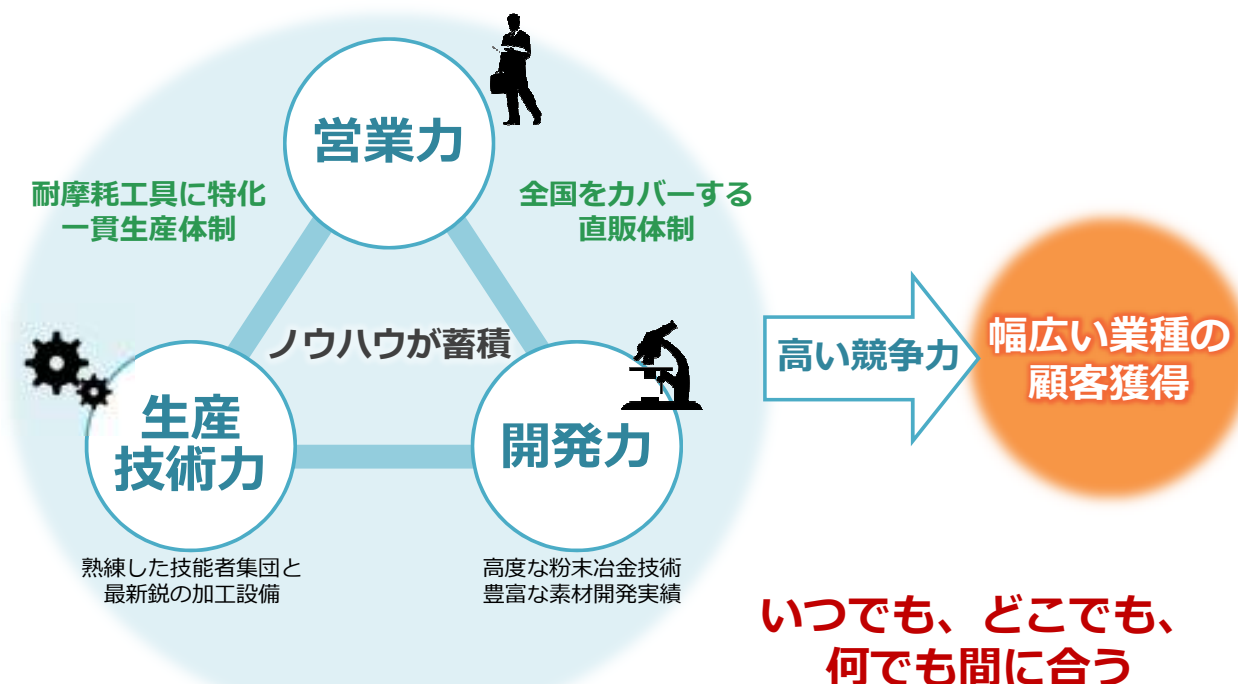 営業力
耐摩耗工具に特化
一貫生産体制
全国をカバーする
直販体制
ノウハウが蓄積
生産
技術力
開発力
熟練した技能者集団と
最新鋭の加工設備
高度な粉末冶金技術
豊富な素材開発実績
高い競争力
幅広い業種の
顧客獲得
いつでも、どこでも、
何でも間に合う